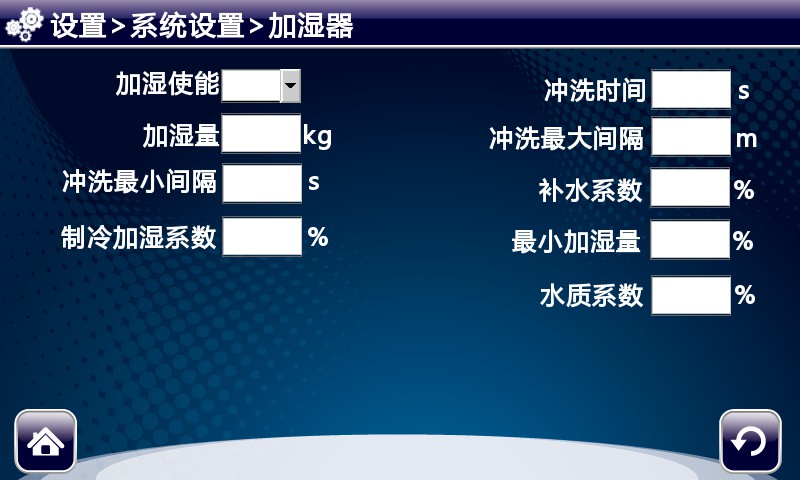 设置>系统设置>加湿器
加湿使能
加湿量 kg
冲洗最小间隔 s
制冷加湿系数 %
冲洗时间 s
冲洗最大间隔 m
补水系数 %
最小加湿量 %
水质系数 %